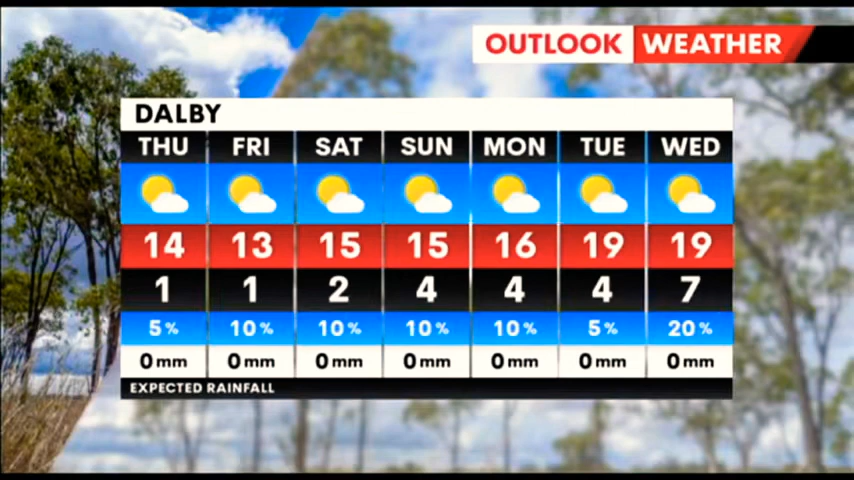 OUTLOOK WEATHER
DALBY
THU FRI SAT SUN MON TUE WED
14 13 15 15 16 19 19
1 1 2 4 4 4 7
5% 10% 10% 10% 10% 5% 20%
0mm 0mm 0mm 0mm 0mm 0mm 0mm
EXPECTED RAINFALL